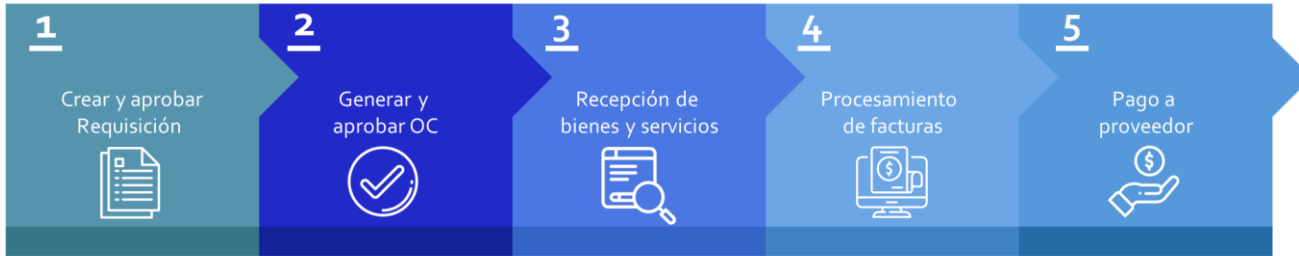 1
Crear y aprobar
Requisición
2
Generar y
aprobar OC
3
Recepción de
bienes y servicios
4
Procesamiento
de facturas
$
5
Pago a
proveedor
$